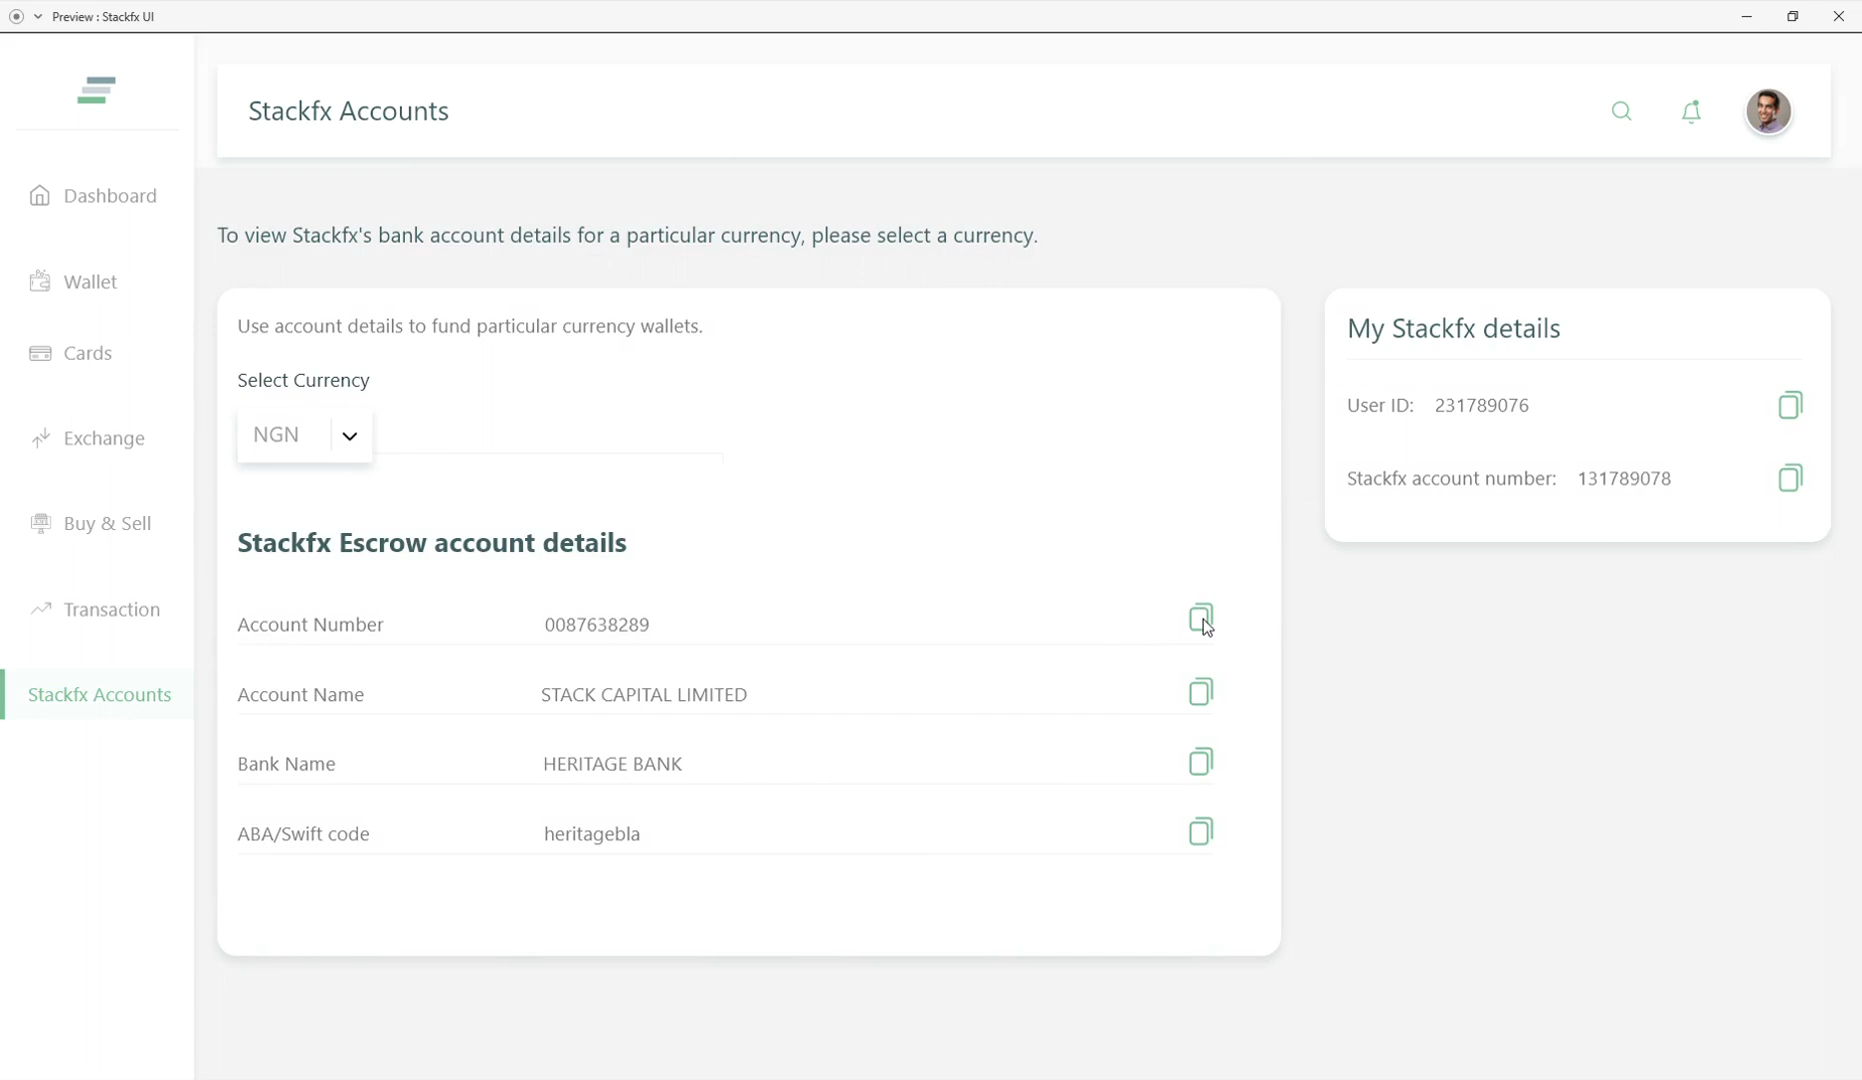 Preview : Stackfx UI
Stackfx Accounts
Dashboard
Wallet
Cards
Exchange
Buy & Sell
Transaction
Stackfx Accounts
To view Stackfx's bank account details for a particular currency, please select a currency.
Use account details to fund particular currency wallets.
Select Currency
NGN
Stackfx Escrow account details
Account Number 0087638289
Account Name STACK CAPITAL LIMITED
Bank Name HERITAGE BANK
ABA/Swift code heritagebla
My Stackfx details
User ID: 231789076
Stackfx account number: 131789078